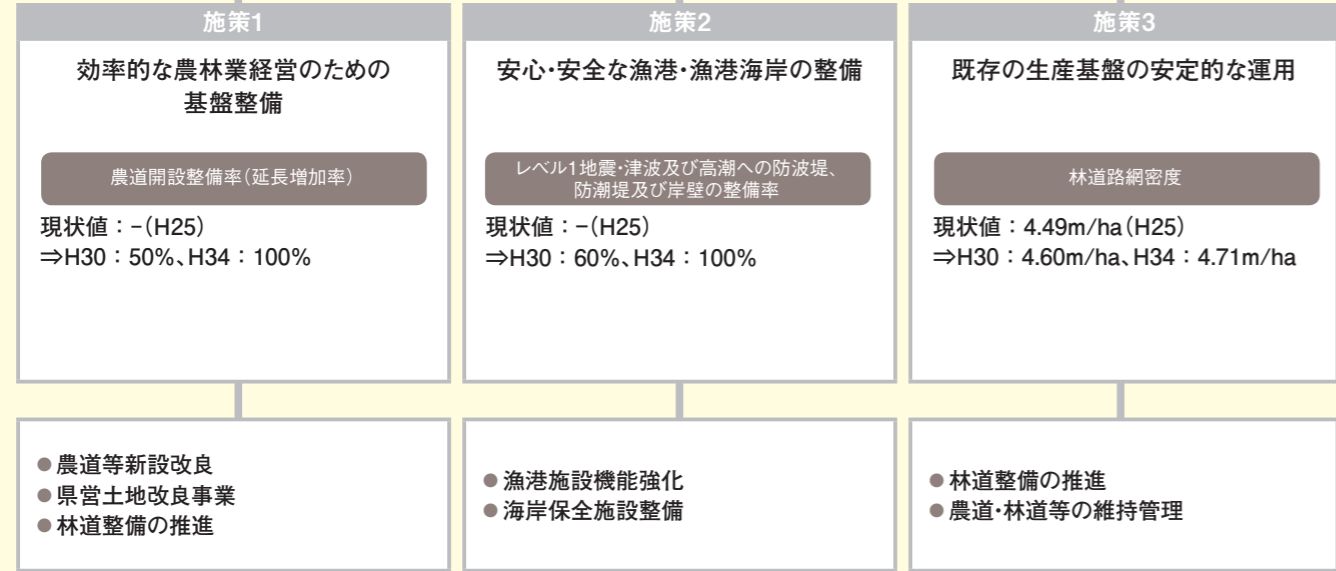 施策1
効率的な農林業経営のための
基盤整備
農道開設整備率(延長増加率)
現状値：-(H25)
⇒H30：50%、H34：100%
●農道等新設改良
●県営土地改良事業
●林道整備の推進
施策2
安心・安全な漁港・漁港海岸の整備
レベル1地震・津波及び高潮への防波堤、
防潮堤及び岸壁の整備率
現状値：-(H25)
⇒H30：60%、H34：100%
●漁港施設機能強化
●海岸保全施設整備
施策3
既存の生産基盤の安定的な運用
林道路網密度
現状値：4.49m/ha(H25)
⇒H30：4.60m/ha、H34：4.71m/ha
●林道整備の推進
●農道・林道等の維持管理